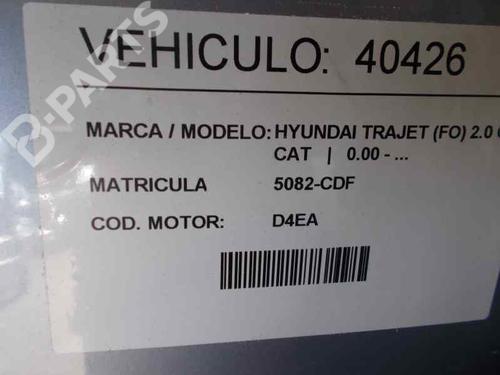 VEHICULO: 40426
MARCA / MODELO: HYUNDAI TRAJET (FO) 2.0
CAT | 0.00 - ...
MATRICULA 5082-CDF
COD. MOTOR: D4EA
B-PARTS